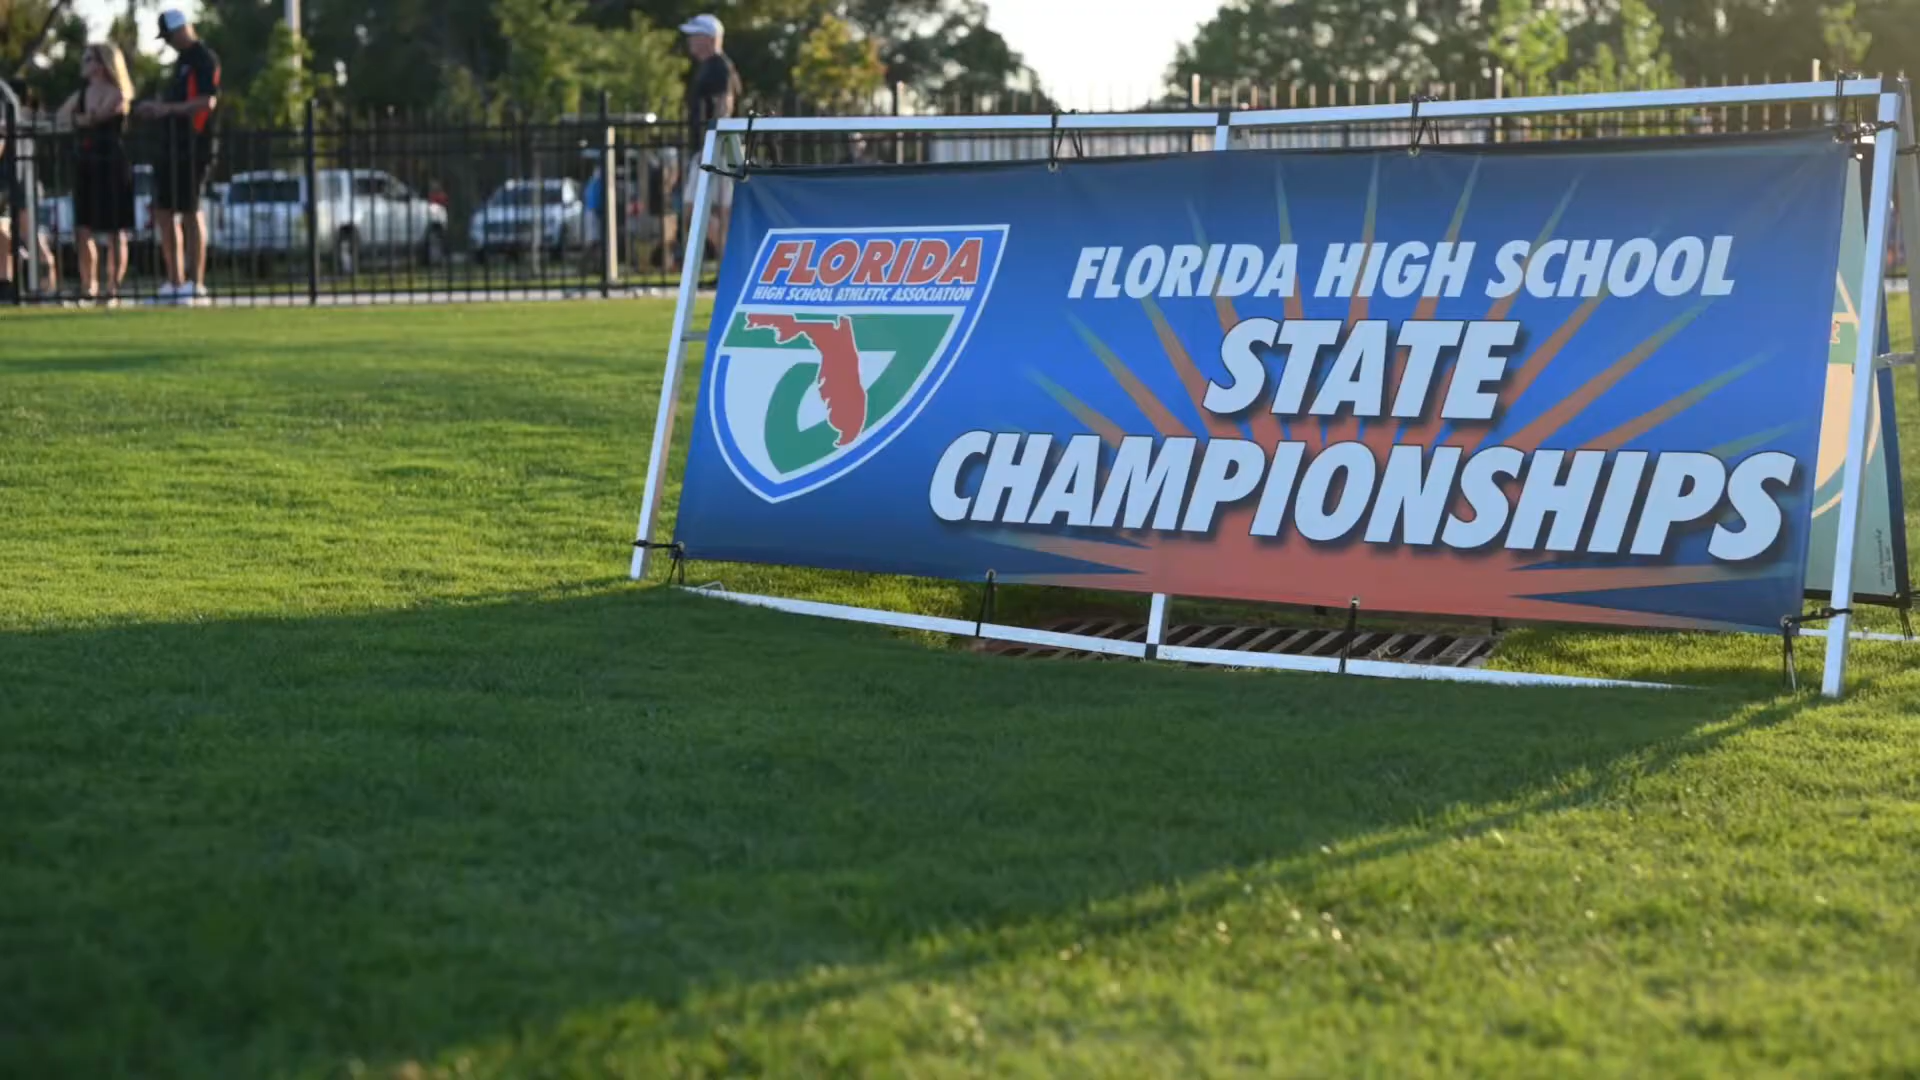 FLORIDA
HIGH SCHOOL ATHLETIC ASSOCIATION
FLORIDA HIGH SCHOOL
STATE
CHAMPIONSHIPS